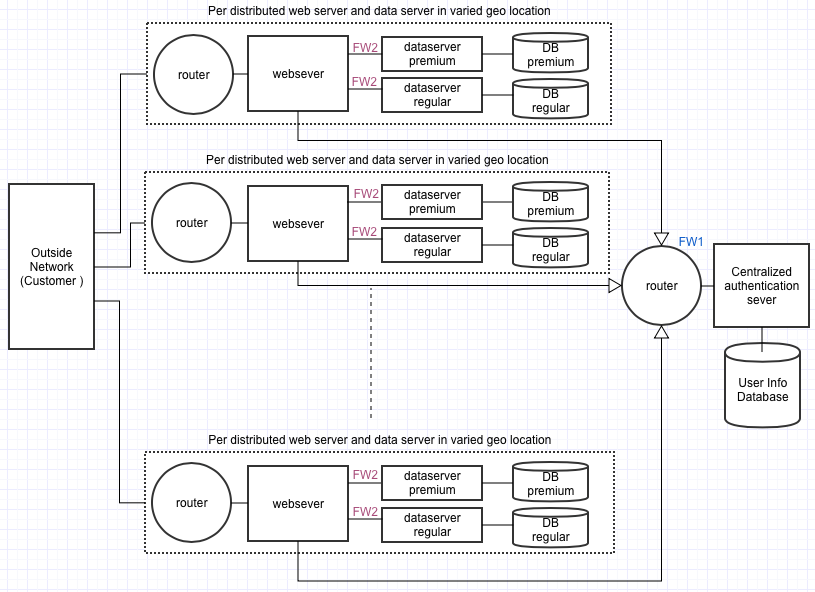 Per distributed web server and data server in varied geo location
router
websever
FW2
dataserver
premium
DB
premium
FW2
dataserver
regular
DB
regular
Per distributed web server and data server in varied geo location
router
websever
FW2
dataserver
premium
DB
premium
FW2
dataserver
regular
DB
regular
Outside
Network
(Customer )
FW1
router
Centralized
authentication
sever
User Info
Database
Per distributed web server and data server in varied geo location
router
websever
FW2
dataserver
premium
DB
premium
FW2
dataserver
regular
DB
regular